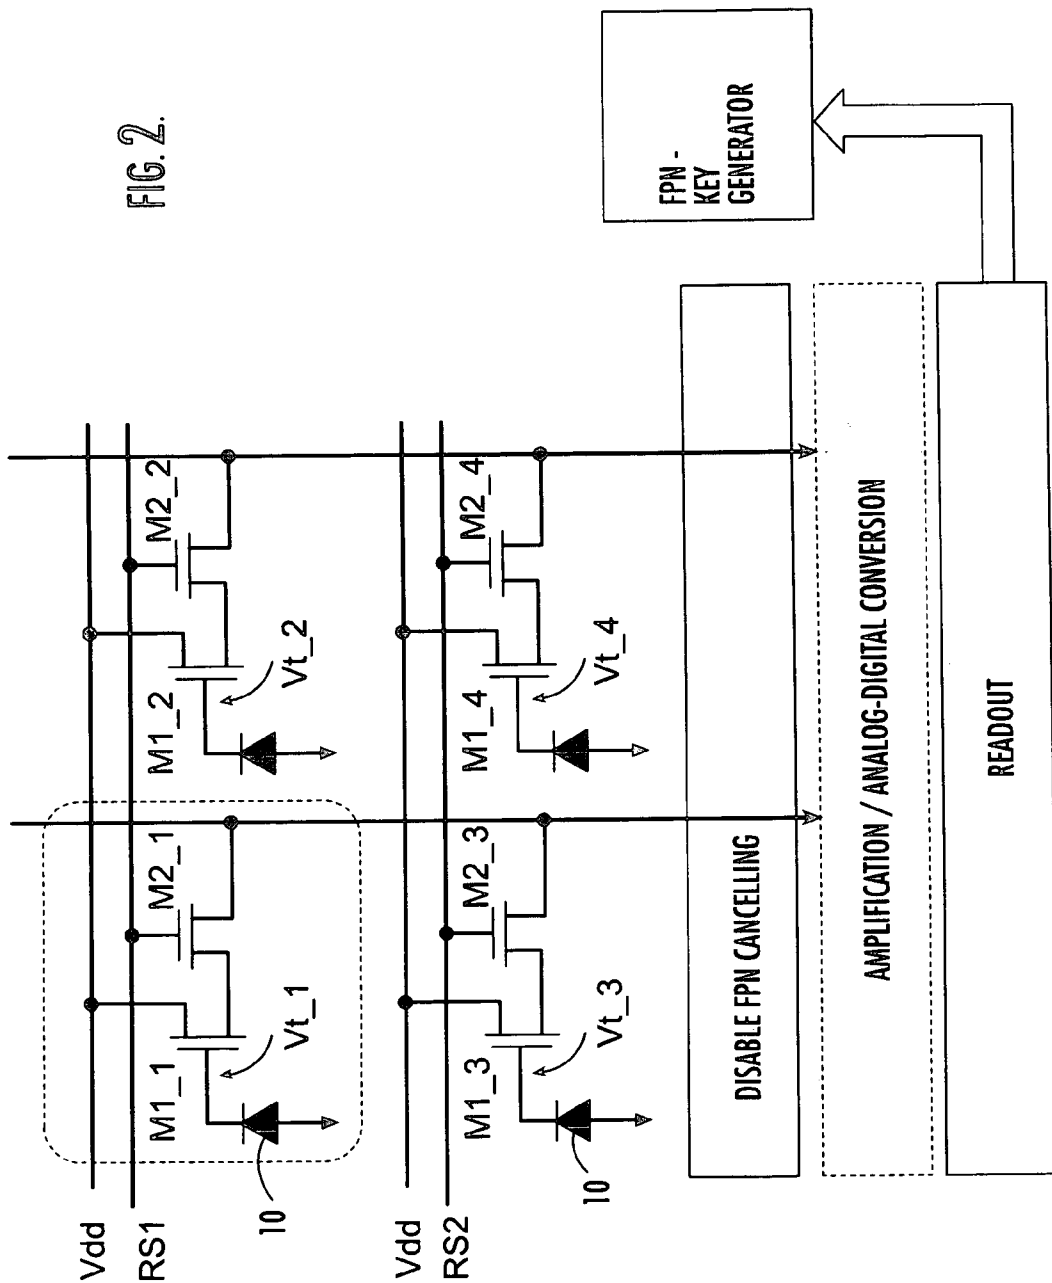 FIG. 2.
Vdd
RS1
M1_1
M2_1
M1_2
M2_2
Vt_1
Vt_2
10
Vdd
RS2
M1_3
M2_3
M1_4
M2_4
Vt_3
Vt_4
10
DISABLE FPN CANCELLING
AMPLIFICATION / ANALOG-DIGITAL CONVERSION
READOUT
FPN -
KEY
GENERATOR